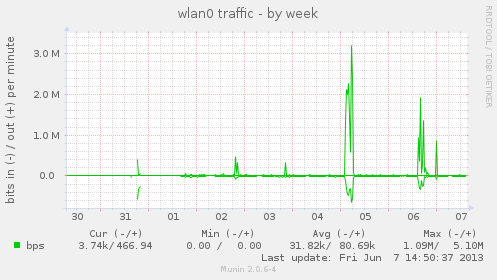 wlan0 traffic - by week
RRDTOOL / TOBI OETIKER
bits in (-) / out (+) per minute
3.0 M
2.0 M
1.0 M
0.0
30 31 01 02 03 04 05 06 07
Cur (-/+) Min (-/+) Avg (-/+) Max (-/+)
bps 3.74k/466.94 0.00 / 0.00 31.82k/ 80.69k 1.09M/ 5.10M
Last update: Fri Jun 7 14:50:37 2013
Munin 2.0.6-4